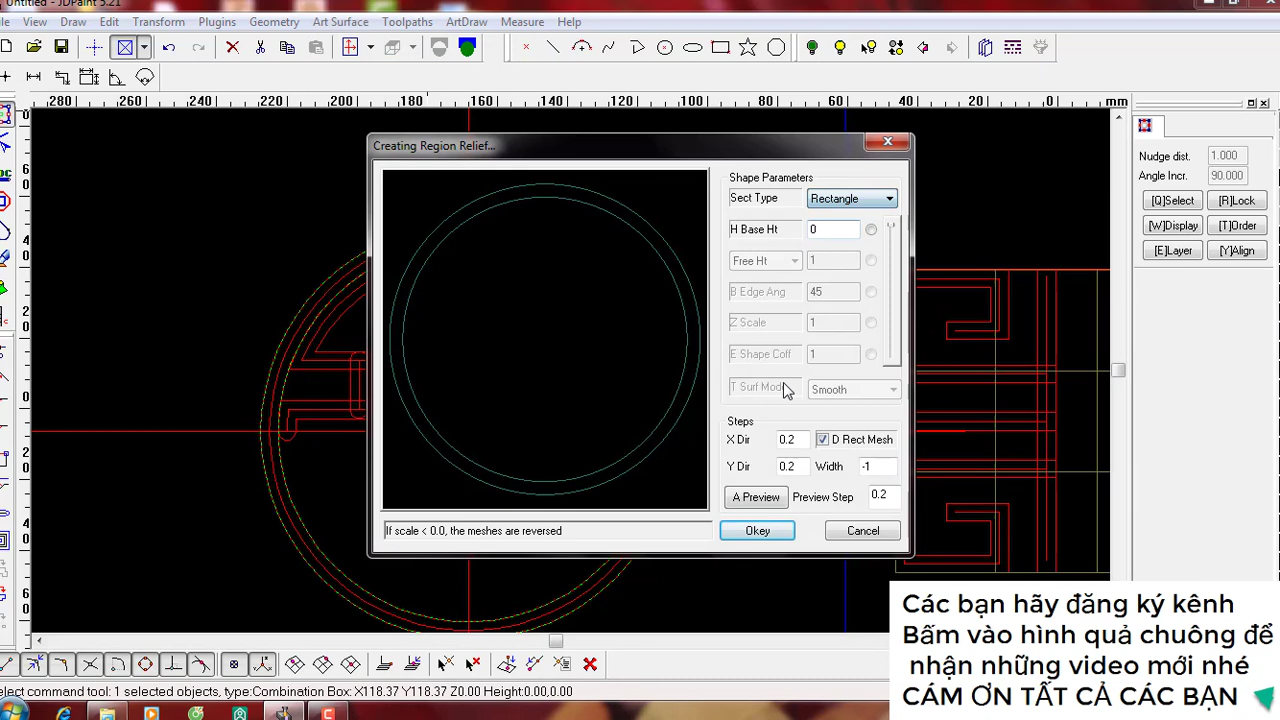 Untitled - JDPaint 5.21
View Draw Edit Transform Plugins Geometry Art Surface Toolpaths ArtDraw Measure Help
280 260 240 220 200 180 160 140 120 100 80 60 40 20 0 mm
Creating Region Relief...
Shape Parameters
Sect Type Rectangle
H Base Ht 0
Free Ht 1
B Edge Ang 45
Z Scale 1
E Shape Coff 1
T Surf Mod Smooth
Steps
X Dir 0.2 D Rect Mesh
Y Dir 0.2 Width -1
A Preview Preview Step 0.2
If scale < 0.0, the meshes are reversed
Okey Cancel
Nudge dist. 1.000
Angle Incr. 90.000
[Q]Select [R]Lock
[W]Display [T]Order
[E]Layer [Y]Align
Các bạn hãy đăng ký kênh
Bấm vào hình quả chuông để
nhận những video mới nhé
CÁM ƠN TẤT CẢ CÁC BẠN
elect command tool: 1 selected objects, type:Combination Box: X118.37 Y118.37 Z0.00 Height:0.00,0.00